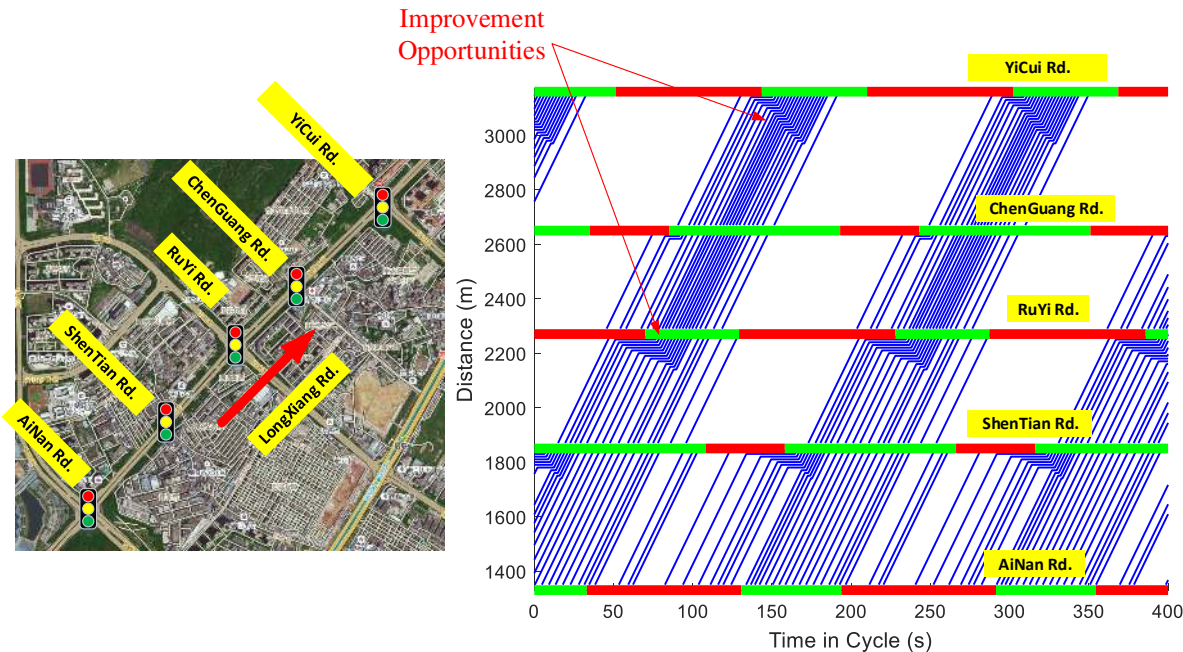 Improvement
Opportunities
YiCui Rd.
ChenGuang Rd.
RuYi Rd.
ShenTian Rd.
AiNan Rd.
LongXiang Rd.
YiCui Rd.
ChenGuang Rd.
RuYi Rd.
ShenTian Rd.
AiNan Rd.
Distance (m)
3000
2800
2600
2400
2200
2000
1800
1600
1400
0 50 100 150 200 250 300 350 400
Time in Cycle (s)